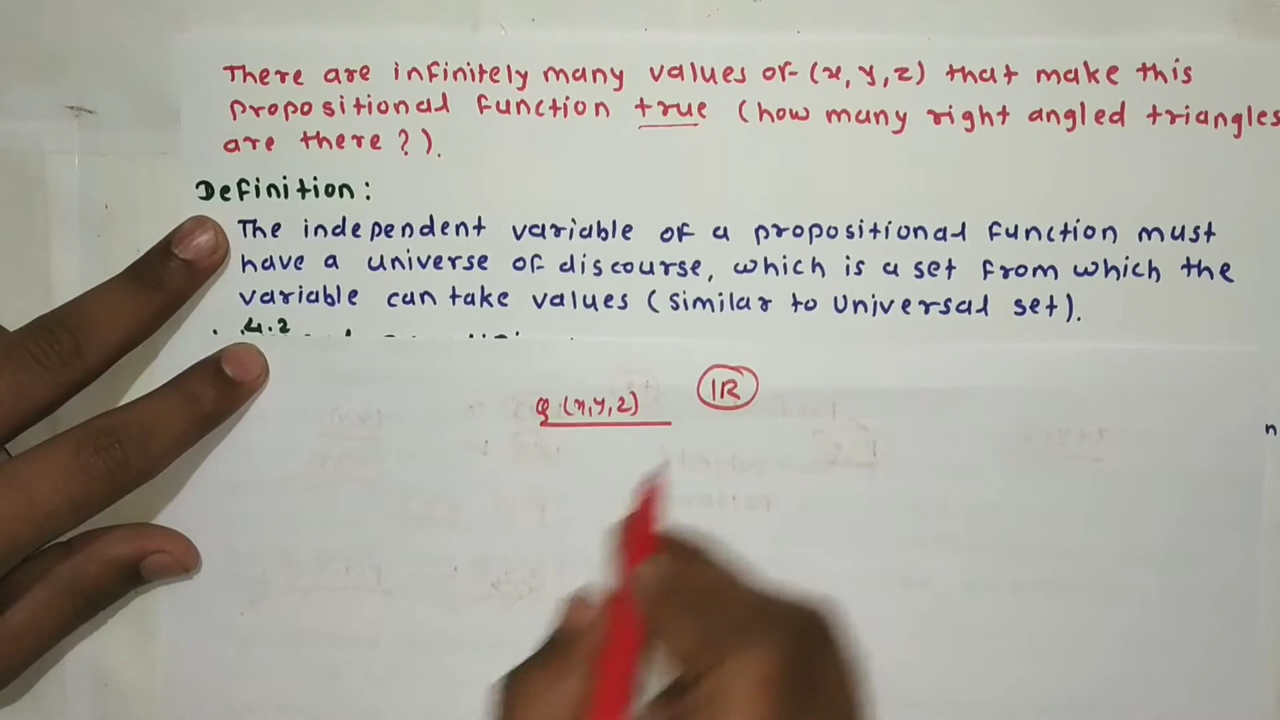 There are infinitely many values of (x, y, z) that make this
propositional function true (how many right angled triangles
are there?).
Definition:
The independent variable of a propositional function must
have a universe of discourse, which is a set from which the
variable can take values (similar to universal set).
4.2
Q (x, y, z) IR
n